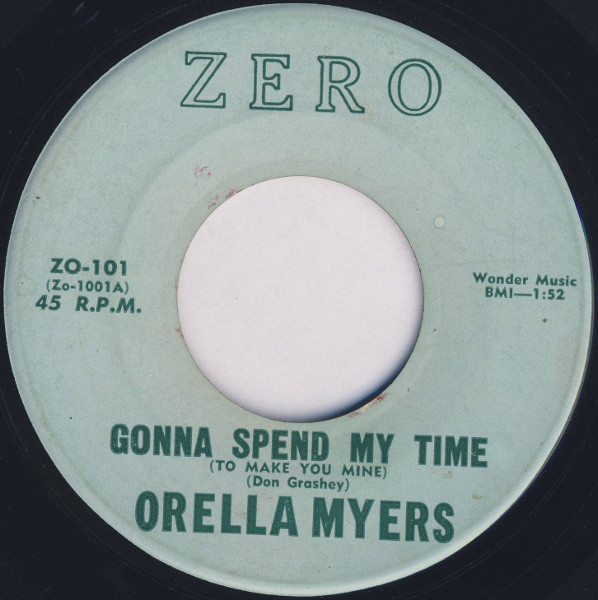 ZERO
ZO-101
(Zo-1001A)
45 R.P.M.
Wonder Music
BMI—1:52
GONNA SPEND MY TIME
(TO MAKE YOU MINE)
(Don Grashey)
ORELLA MYERS